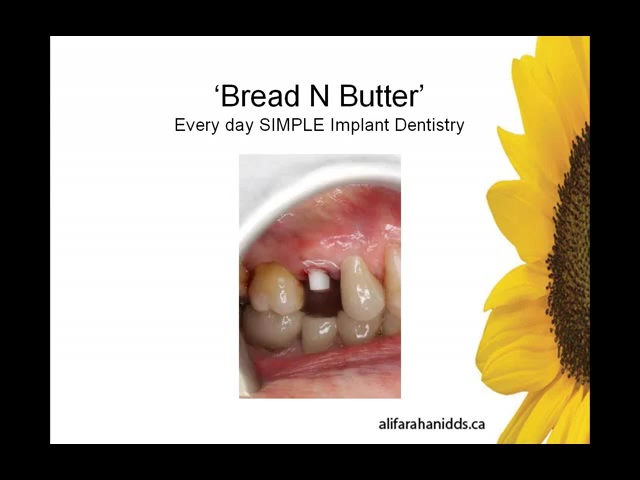 ‘Bread N Butter’
Every day SIMPLE Implant Dentistry
alifarahanidds.ca